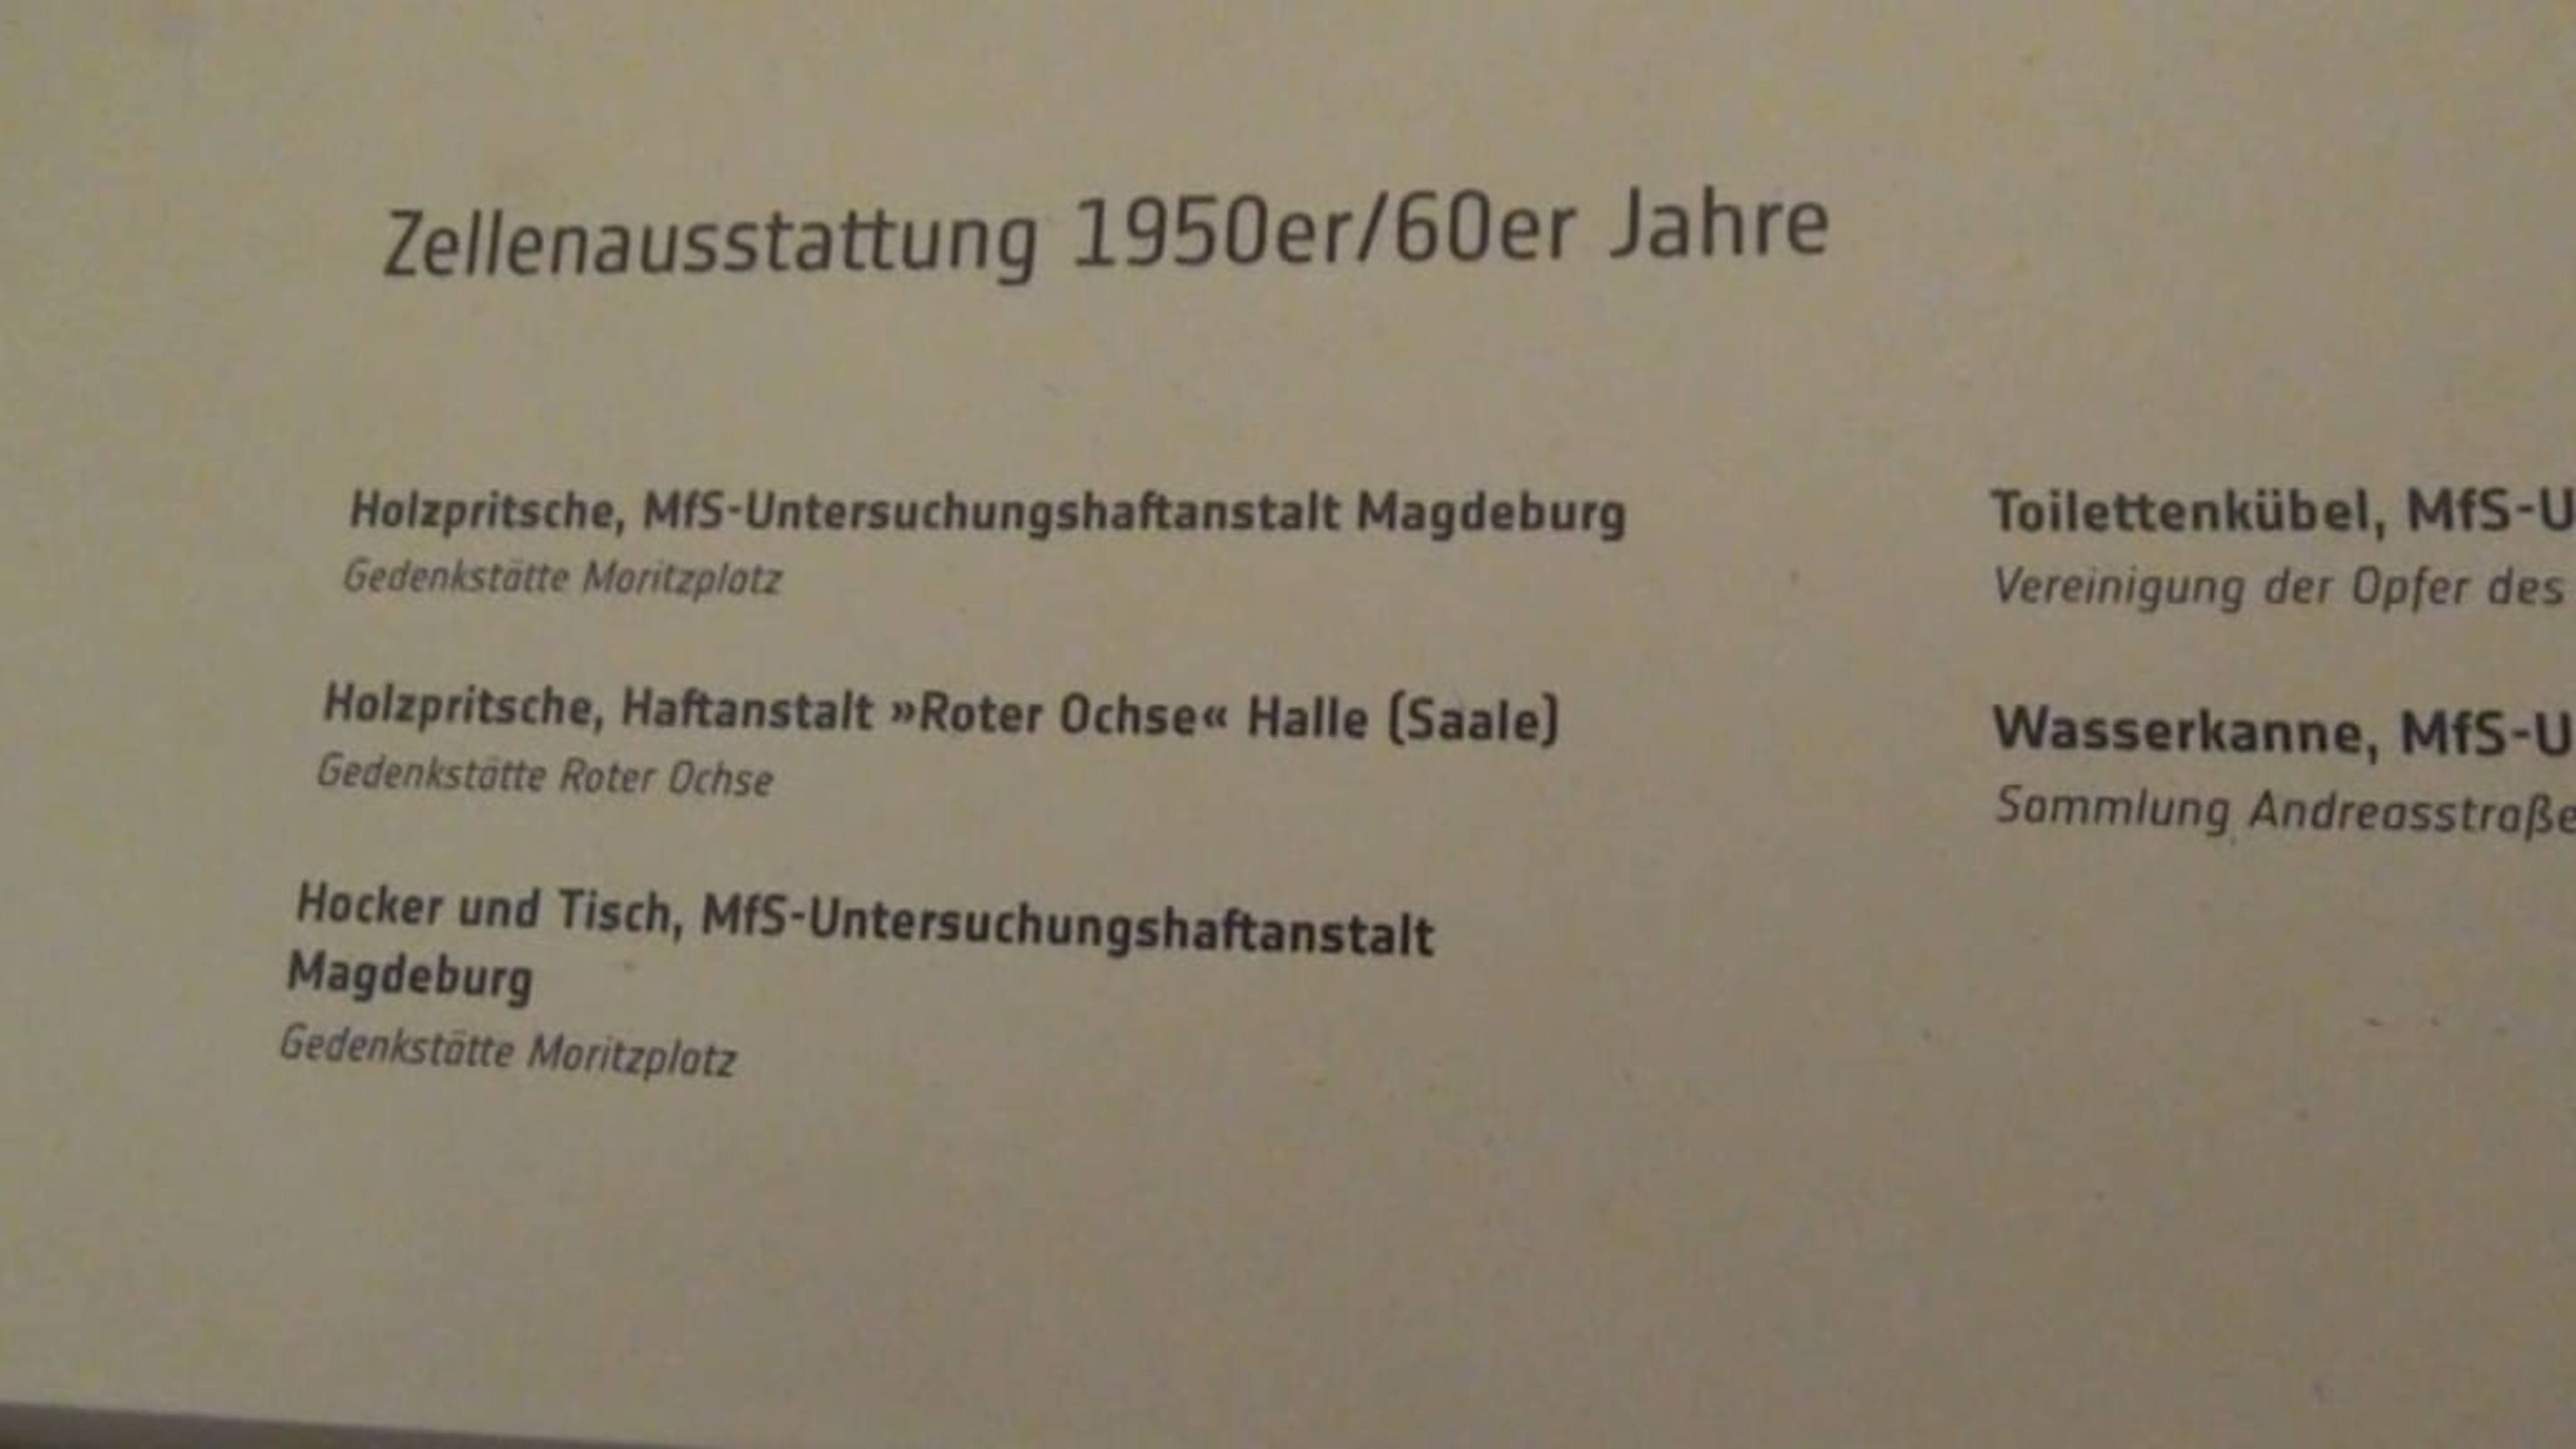 Zellenausstattung 1950er/60er Jahre
Holzpritsche, MfS-Untersuchungshaftanstalt Magdeburg
Gedenkstätte Moritzplatz
Holzpritsche, Haftanstalt »Roter Ochse« Halle (Saale)
Gedenkstätte Roter Ochse
Hocker und Tisch, MfS-Untersuchungshaftanstalt
Magdeburg
Gedenkstätte Moritzplatz
Toilettenkübel, MfS-U
Vereinigung der Opfer des
Wasserkanne, MfS-U
Sammlung Andreasstraße